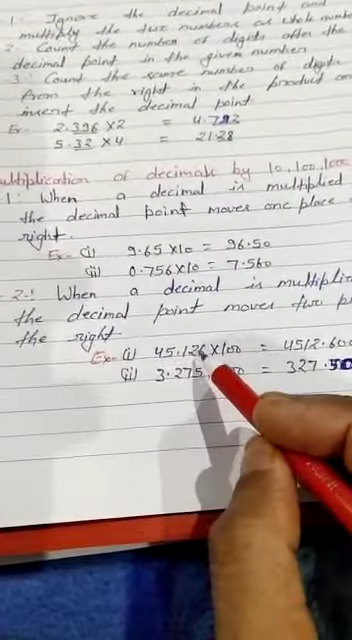 1. Ignore the decimal point and
multiply the two numbers as whole number
2. Count the number of digits after the
decimal point in the given number
3. Count the same number of digits
from the right in the product and
insert the decimal point
Ex. 2.396 X 2 = 4.792
5.32 X 4 = 21.28
Multiplication of decimals by 10, 100, 1000
1. When a decimal is multiplied
the decimal point moves one place
right.
Ex (i) 9.65 X 10 = 96.50
(ii) 0.756 X 10 = 7.560
2. When a decimal is multipli
the decimal point moves two p
the right
Ex (i) 45.126 X 100 = 4512.600
(ii) 3.275 00 = 327.50